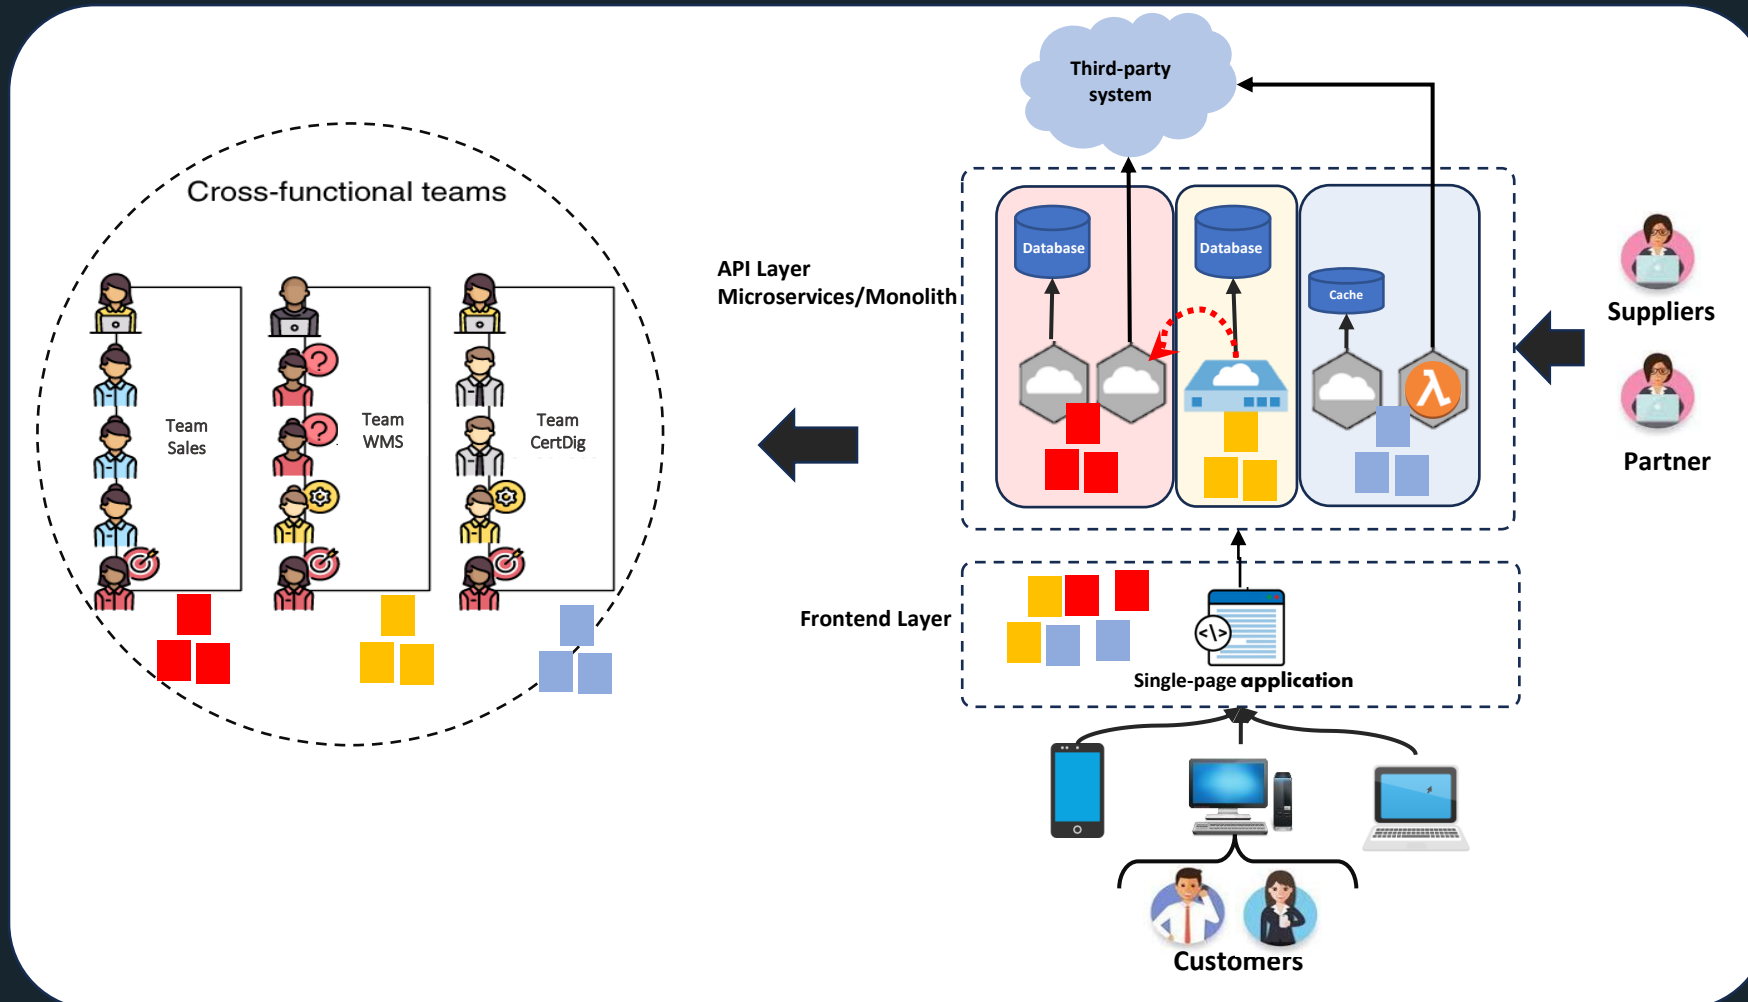 Third-party
system
Cross-functional teams
Database
Database
Cache
API Layer
Microservices/Monolith
Suppliers
Partner
Team
Sales
Team
WMS
Team
CertDig
Frontend Layer
Single-page application
Customers